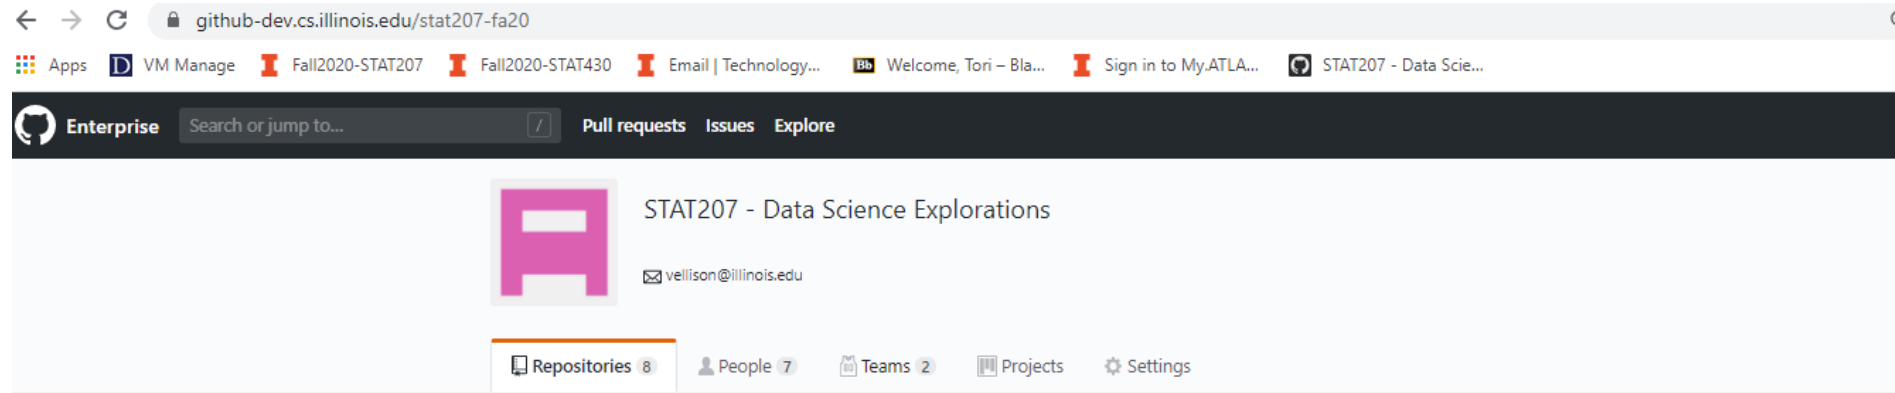 github-dev.cs.illinois.edu/stat207-fa20
Apps D VM Manage I Fall2020-STAT207 I Fall2020-STAT430 I Email | Technology... Bb Welcome, Tori – Bla... I Sign in to My.ATLA... STAT207 - Data Scie...
Enterprise Search or jump to... / Pull requests Issues Explore
STAT207 - Data Science Explorations
vellison@illinois.edu
Repositories 8 People 7 Teams 2 Projects Settings